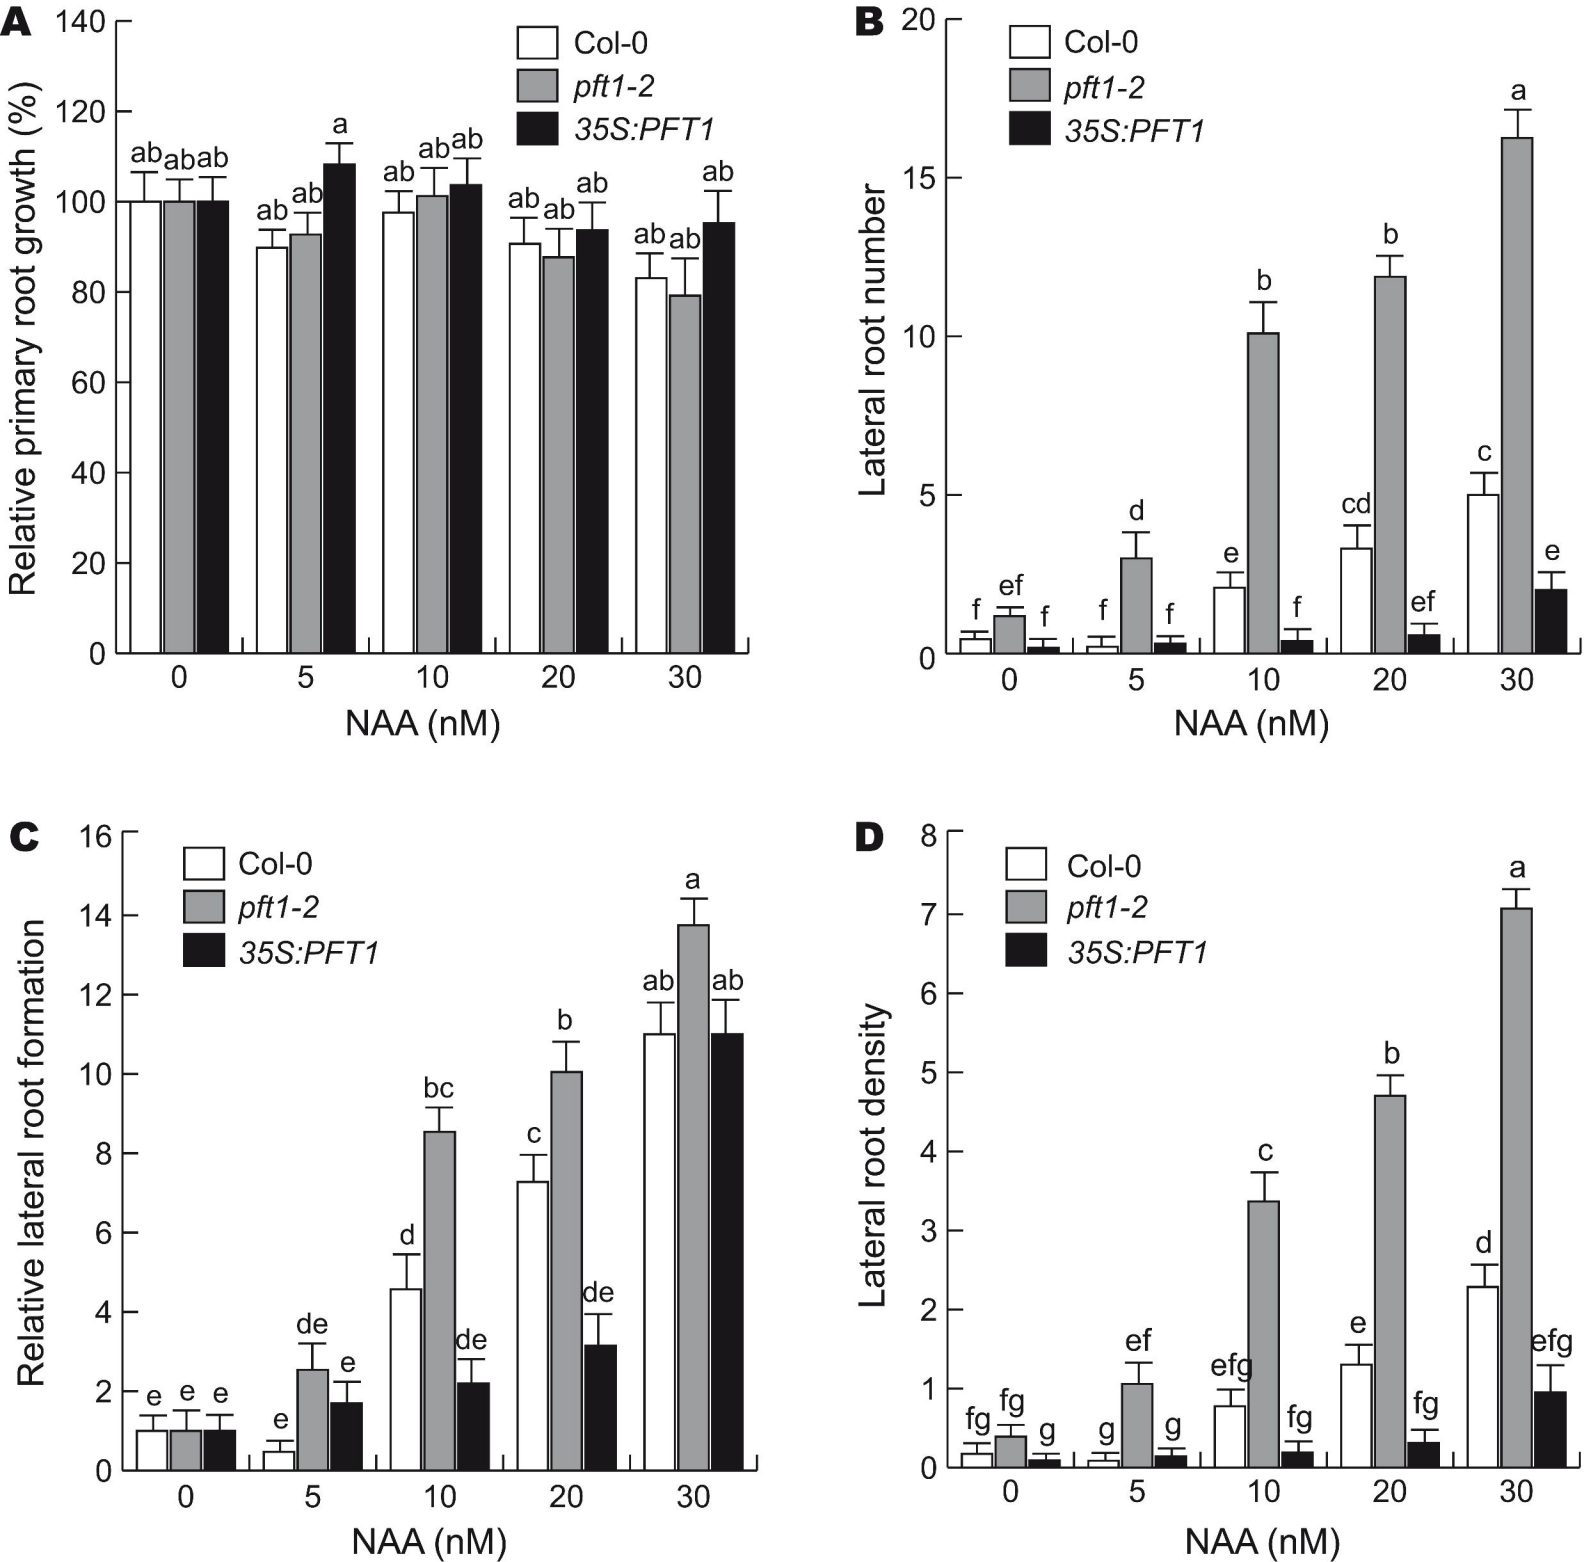 A
Relative primary root growth (%)
140
120
100
80
60
40
20
0
Col-0
pft1-2
35S:PFT1
ab ab ab
ab ab a
ab ab ab
ab ab ab
ab ab ab
0 5 10 20 30
NAA (nM)
B
Lateral root number
20
15
10
5
0
Col-0
pft1-2
35S:PFT1
f ef f
f d f
e b f
cd b ef
c a e
0 5 10 20 30
NAA (nM)
C
Relative lateral root formation
16
14
12
10
8
6
4
2
0
Col-0
pft1-2
35S:PFT1
e e e
e de e
d bc de
c b de
ab a ab
0 5 10 20 30
NAA (nM)
D
Lateral root density
8
7
6
5
4
3
2
1
0
Col-0
pft1-2
35S:PFT1
fg fg g
g ef g
efg c fg
e b fg
d a efg
0 5 10 20 30
NAA (nM)